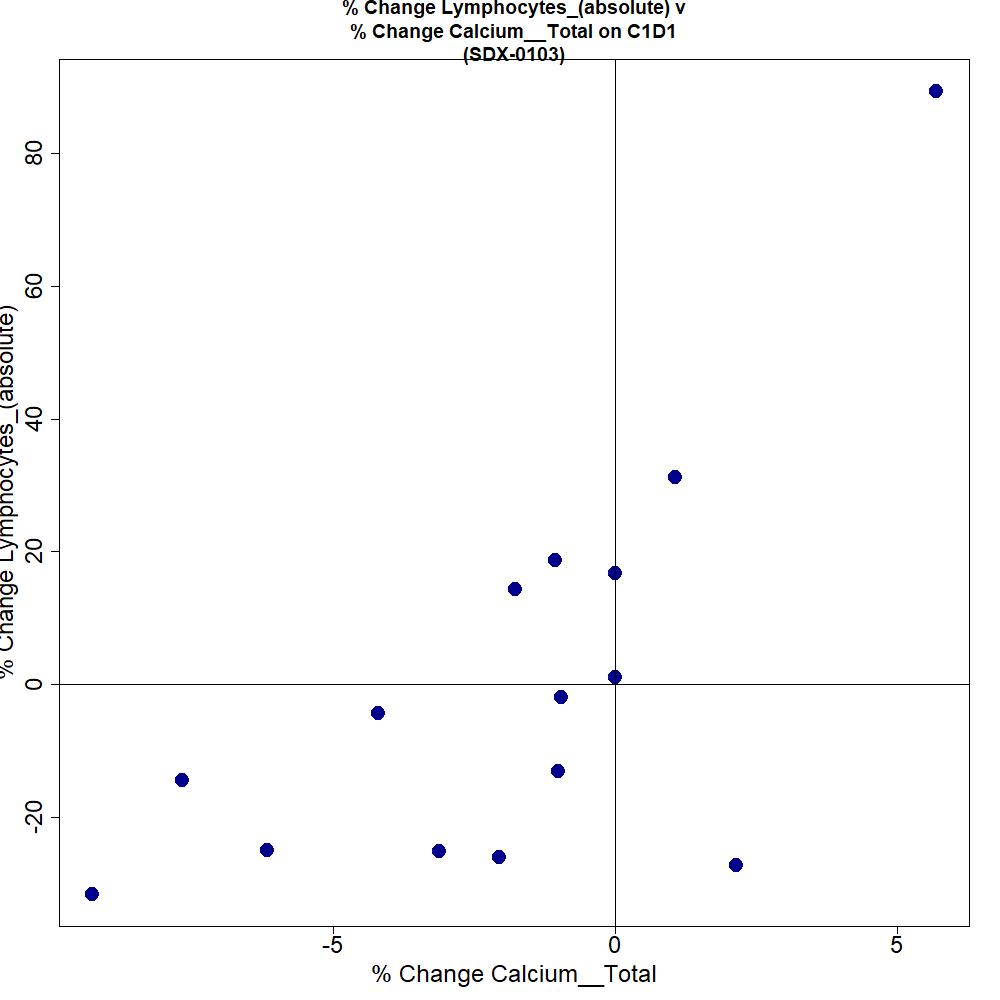 % Change Lymphocytes_(absolute) v
% Change Calcium__Total on C1D1
(SDX-0103)
% Change Lymphocytes_(absolute)
80
60
40
20
0
-20
-5
0
5
% Change Calcium__Total